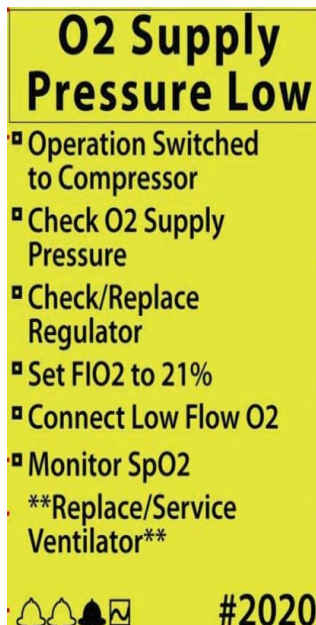 O2 Supply
Pressure Low
Operation Switched
to Compressor
Check O2 Supply
Pressure
Check/Replace
Regulator
Set FIO2 to 21%
Connect Low Flow O2
Monitor SpO2
**Replace/Service
Ventilator**
#2020